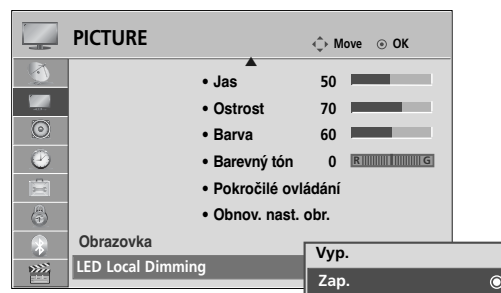 PICTURE Move OK
• Jas 50
• Ostrost 70
• Barva 60
• Barevný tón 0 R G
• Pokročilé ovládání
• Obnov. nast. obr.
Obrazovka
LED Local Dimming
Vyp.
Zap.